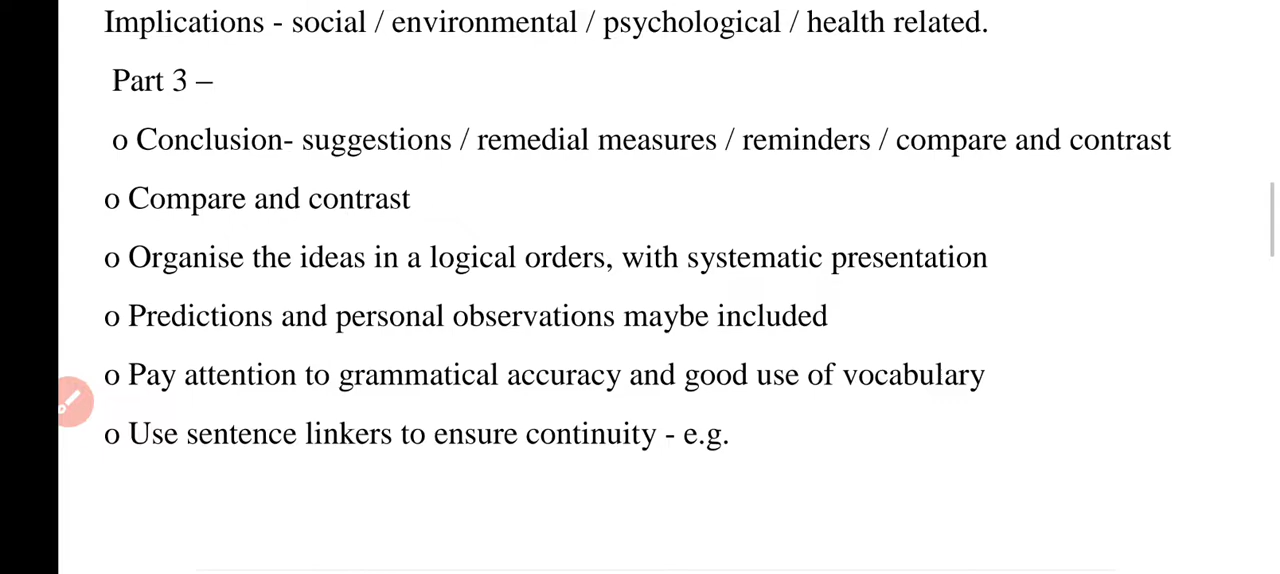 Implications - social / environmental / psychological / health related.
Part 3 –
o Conclusion- suggestions / remedial measures / reminders / compare and contrast
o Compare and contrast
o Organise the ideas in a logical orders, with systematic presentation
o Predictions and personal observations maybe included
o Pay attention to grammatical accuracy and good use of vocabulary
o Use sentence linkers to ensure continuity - e.g.